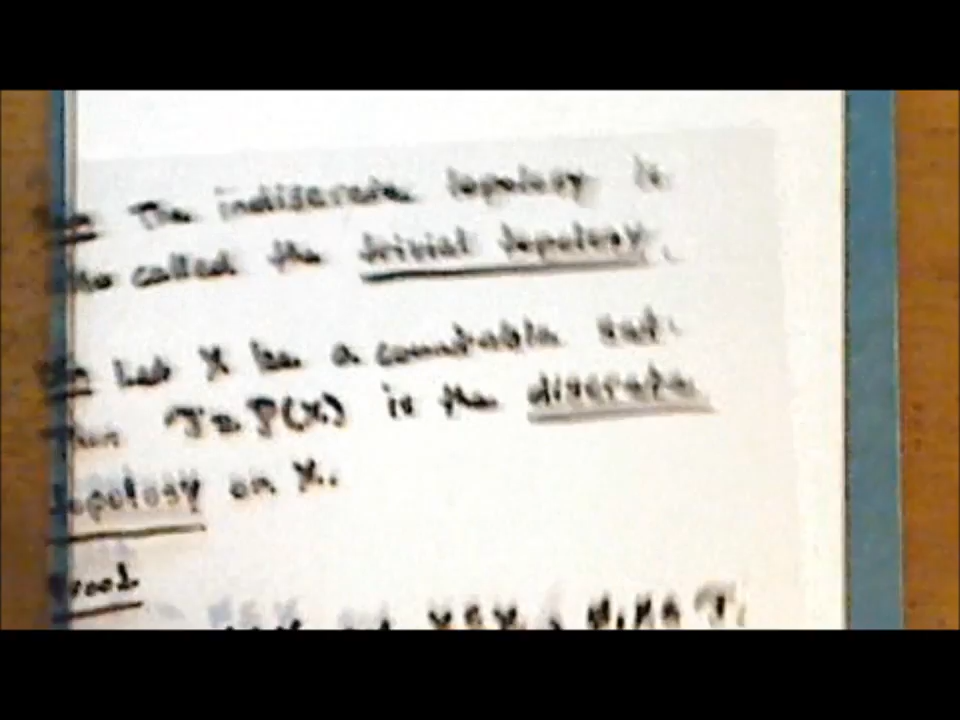 The indiscrete topology is
also called the trivial topology.
Let X be a countable set.
Then T=P(X) is the discrete
topology on X.
Proof